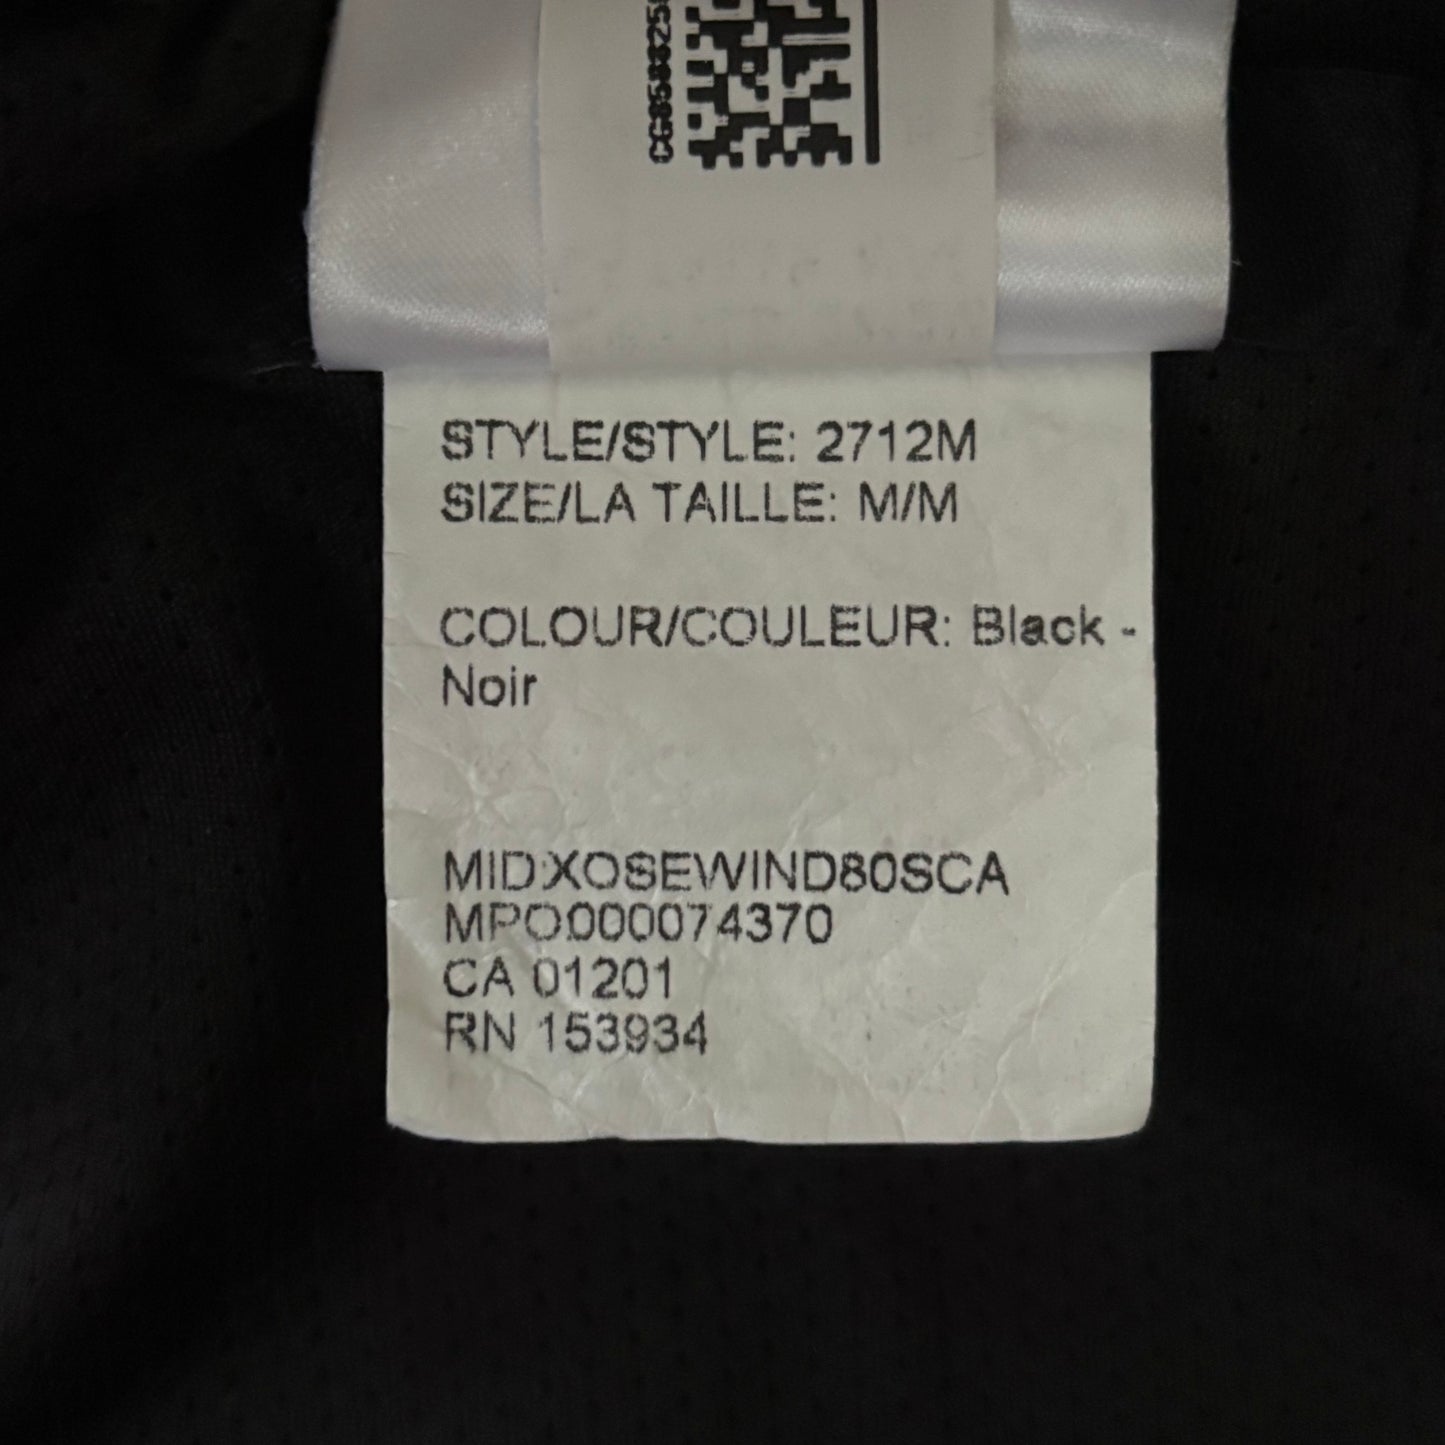 STYLE/STYLE: 2712M
SIZE/LA TAILLE: M/M
COLOUR/COULEUR: Black -
Noir
MIDXOSEWIND80SCA
MPO000074370
CA 01201
RN 153934